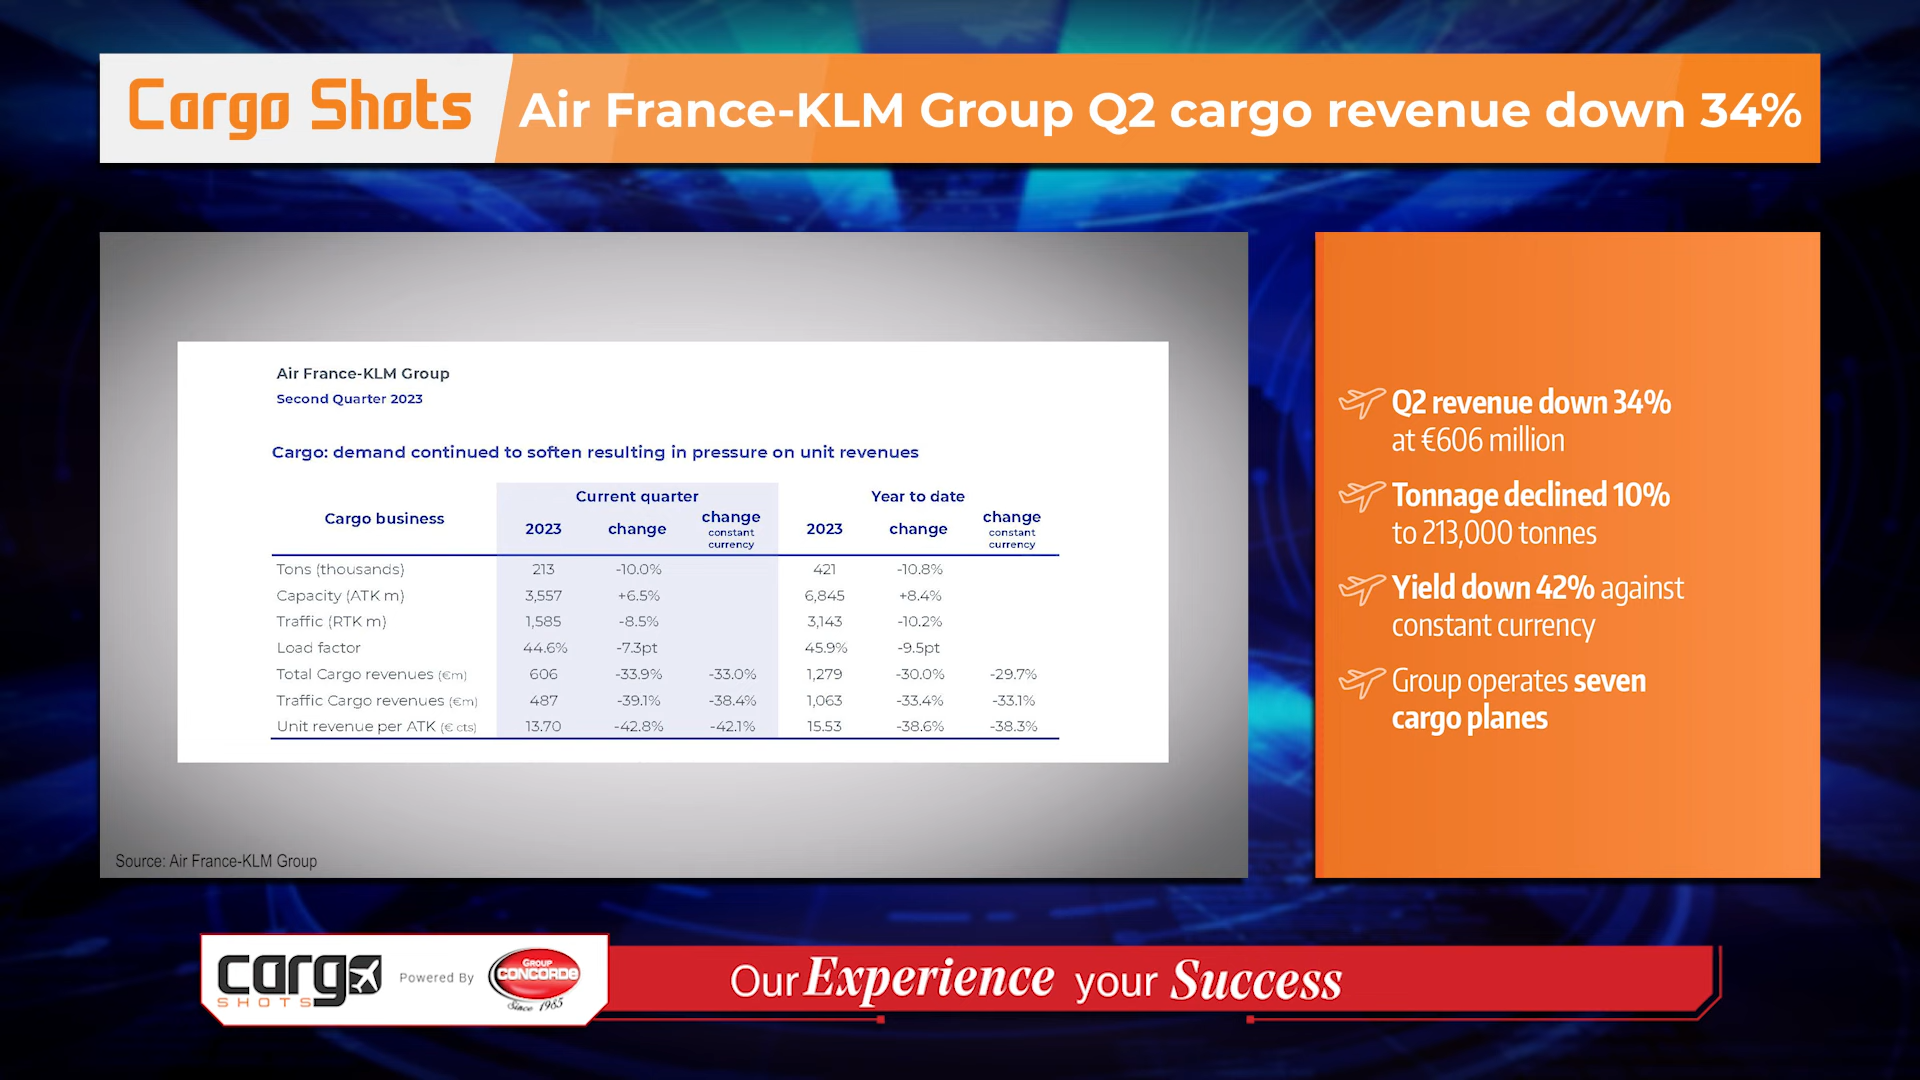 Cargo Shots
Air France-KLM Group Q2 cargo revenue down 34%
Air France-KLM Group
Second Quarter 2023
Cargo: demand continued to soften resulting in pressure on unit revenues
Current quarter Year to date
Cargo business 2023 change change constant currency 2023 change change constant currency
Tons (thousands) 213 -10.0% 421 -10.8%
Capacity (ATK m) 3,557 +6.5% 6,845 +8.4%
Traffic (RTK m) 1,585 -8.5% 3,143 -10.2%
Load factor 44.6% -7.3pt 45.9% -9.5pt
Total Cargo revenues (€m) 606 -33.9% -33.0% 1,279 -30.0% -29.7%
Traffic Cargo revenues (€m) 487 -39.1% -38.4% 1,063 -33.4% -33.1%
Unit revenue per ATK (€ cts) 13.70 -42.8% -42.1% 15.53 -38.6% -38.3%
Source: Air France-KLM Group
Q2 revenue down 34%
at €606 million
Tonnage declined 10%
to 213,000 tonnes
Yield down 42% against
constant currency
Group operates seven
cargo planes
cargo
SHOTS
Powered By
GROUP
CONCORDE
Since 1985
Our Experience your Success